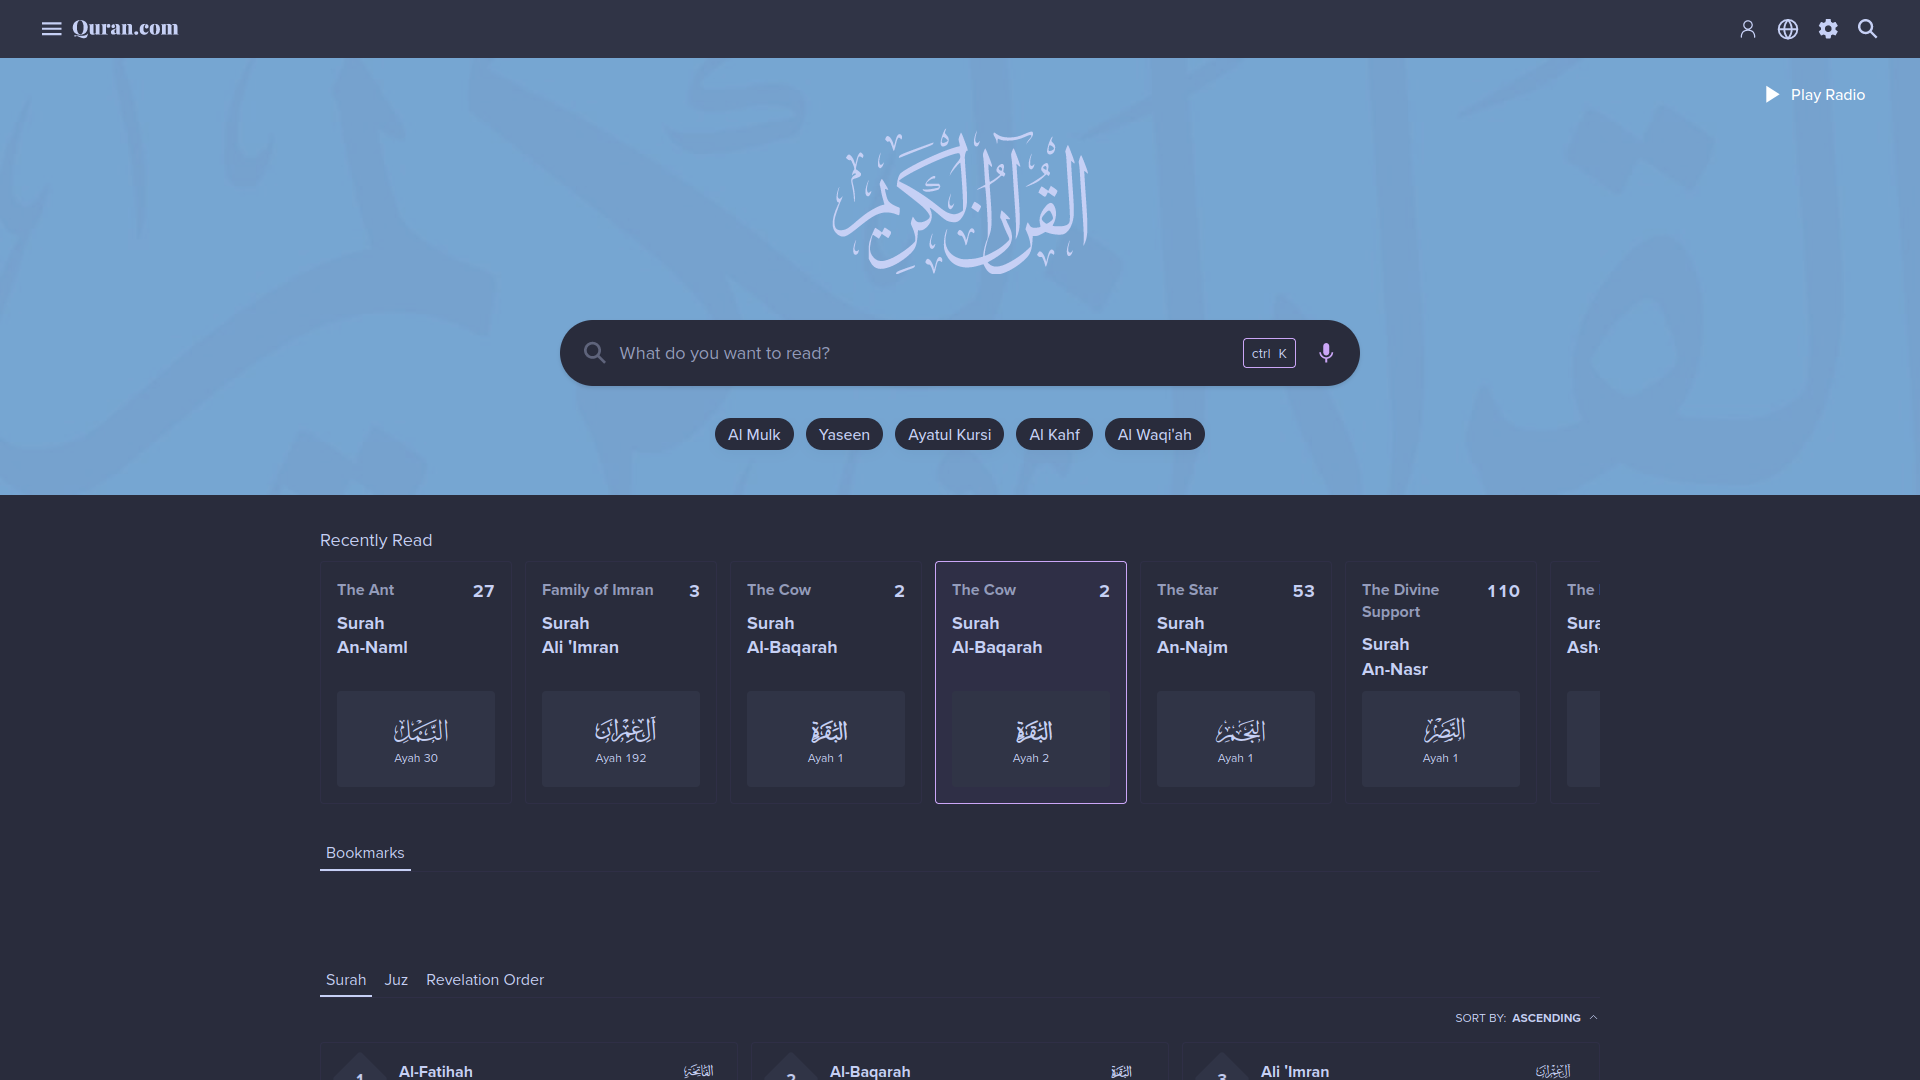 Quran.com
Play Radio
القرآن الكريم
What do you want to read?
ctrl K
Al Mulk
Yaseen
Ayatul Kursi
Al Kahf
Al Waqi'ah
Recently Read
The Ant 27
Surah
An-Naml
النمل
Ayah 30
Family of Imran 3
Surah
Ali 'Imran
آل عمران
Ayah 192
The Cow 2
Surah
Al-Baqarah
البقرة
Ayah 1
The Cow 2
Surah
Al-Baqarah
البقرة
Ayah 2
The Star 53
Surah
An-Najm
النجم
Ayah 1
The Divine 110
Support
Surah
An-Nasr
النصر
Ayah 1
The
Sura
Ash-
Bookmarks
Surah
Juz
Revelation Order
SORT BY: ASCENDING
1 Al-Fatihah الفاتحة
2 Al-Baqarah البقرة
3 Ali 'Imran آل عمران